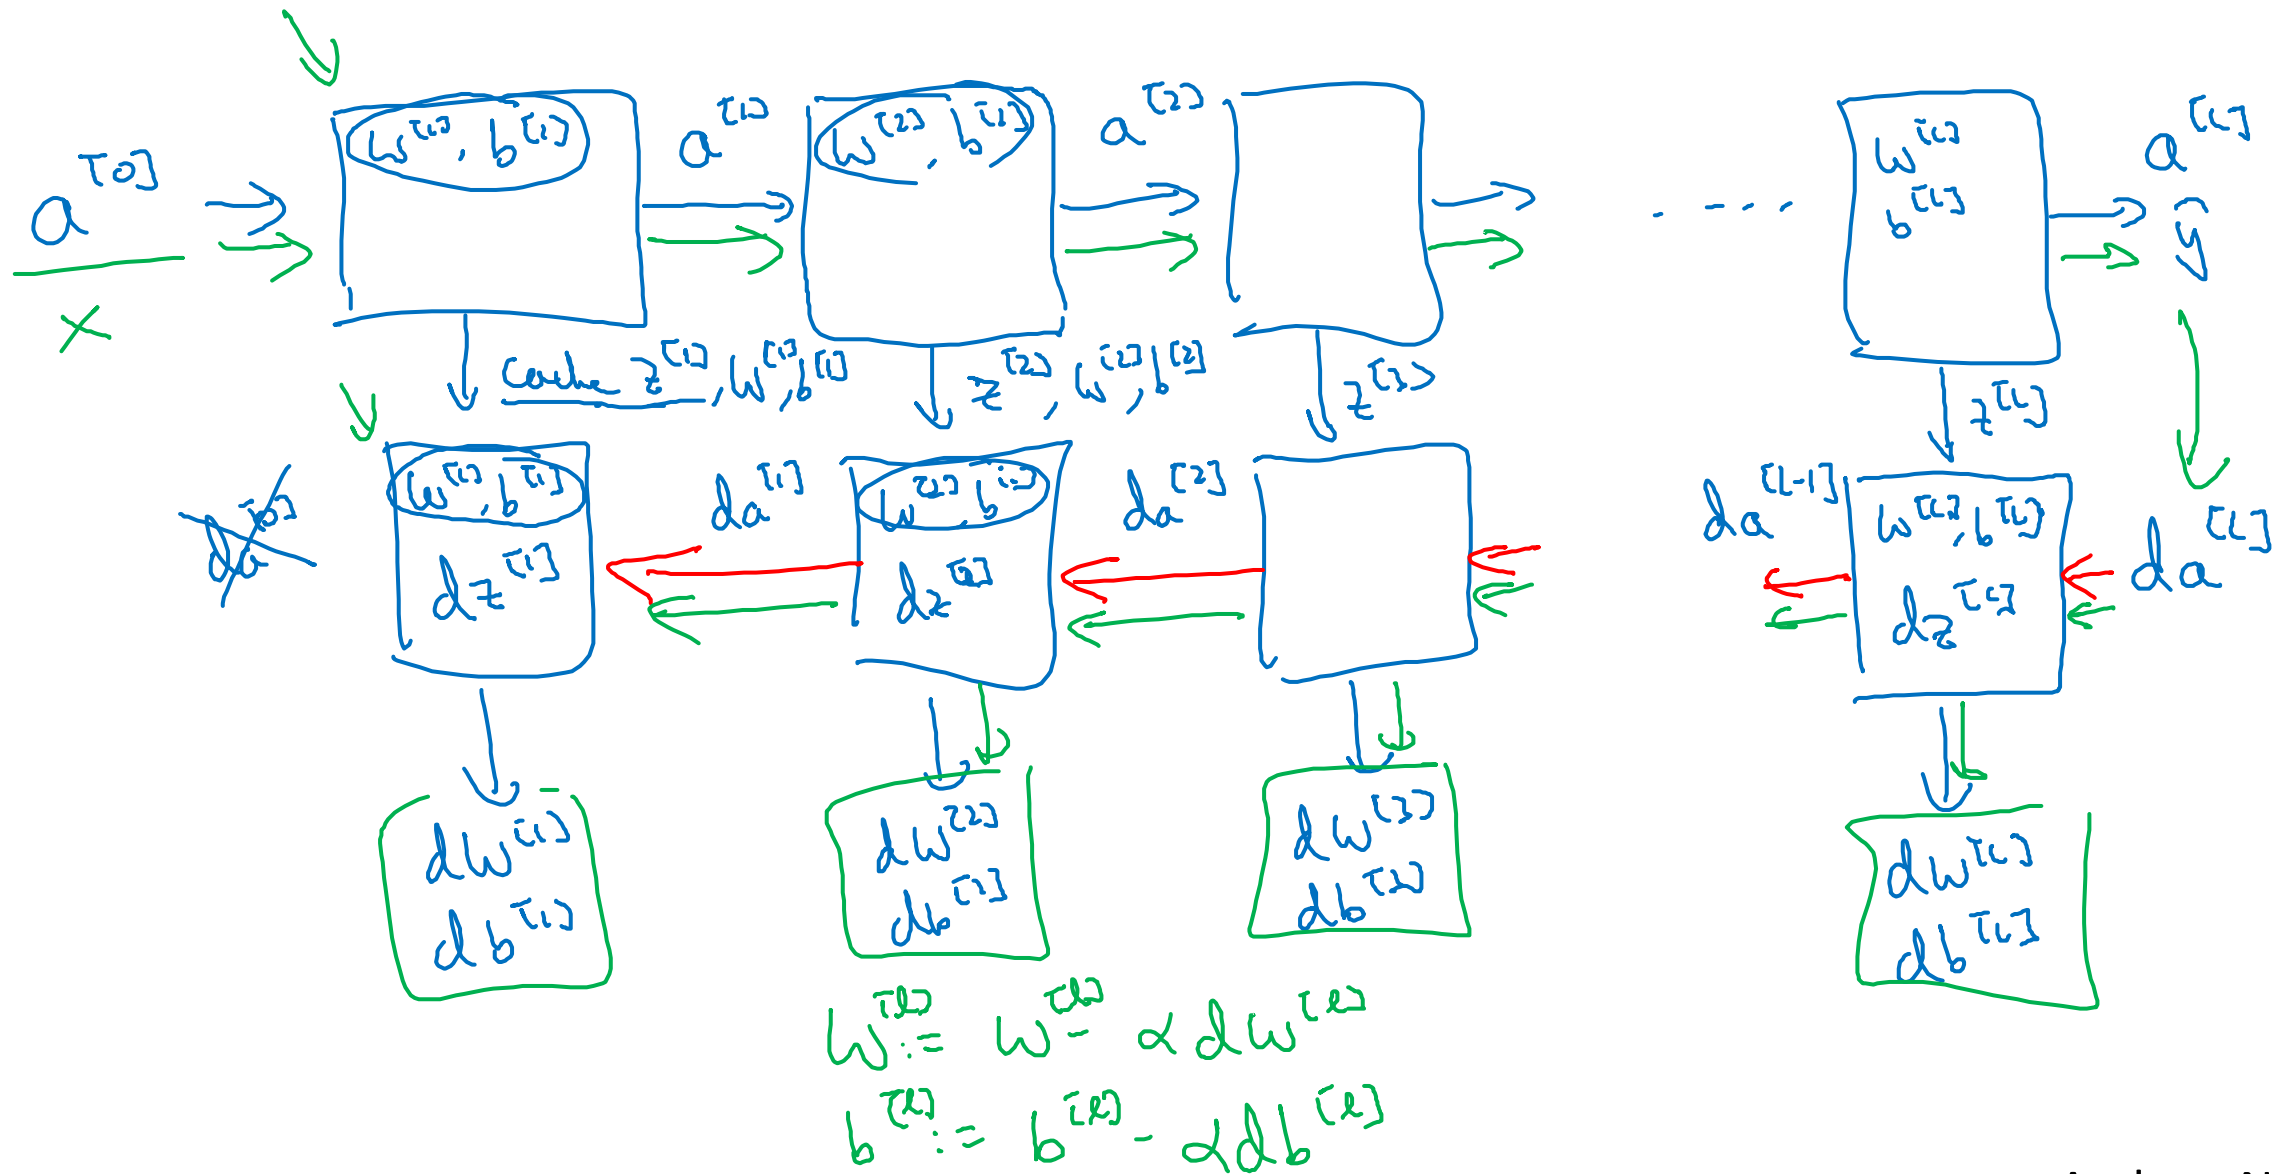 a^[0]
x
W^[1], b^[1]
a^[1]
W^[2], b^[2]
a^[2]
. - - - .
W^[L]
b^[L]
a^[L]
ŷ
cache z^[1], W^[1], b^[1]
z^[2], W^[2], b^[2]
z^[3]
z^[L]
da^[0]
W^[1], b^[1]
dz^[1]
da^[1]
W^[2], b^[2]
dz^[2]
da^[2]
da^[L-1]
W^[L], b^[L]
dz^[L]
da^[L]
dW^[1]
db^[1]
dW^[2]
db^[2]
dW^[3]
db^[3]
dW^[L]
db^[L]
W^[l] := W^[l] - αdW^[l]
b^[l] := b^[l] - αdb^[l]